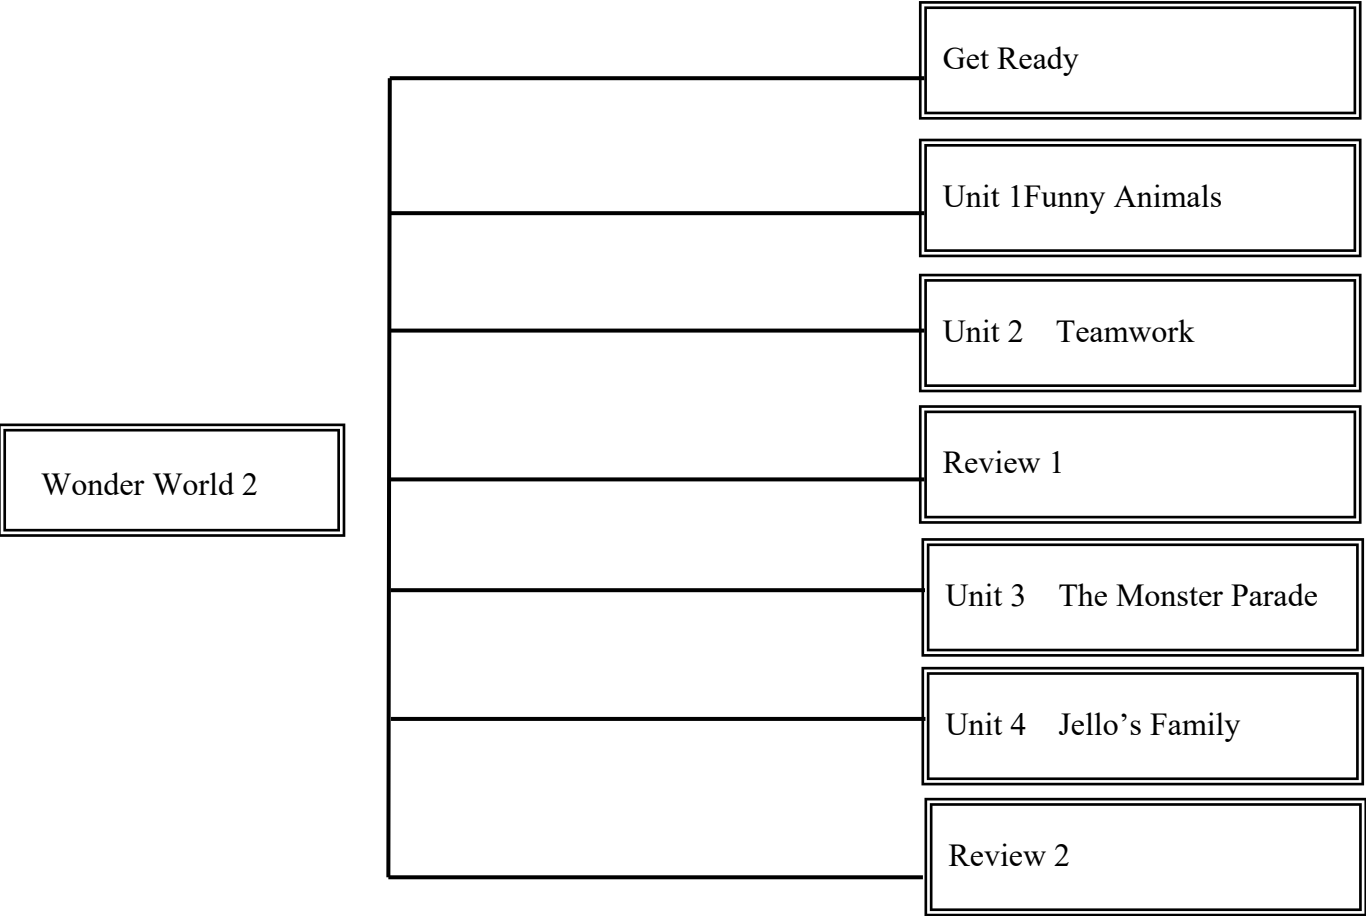 Get Ready
Unit 1Funny Animals
Unit 2 Teamwork
Review 1
Wonder World 2
Unit 3 The Monster Parade
Unit 4 Jello’s Family
Review 2